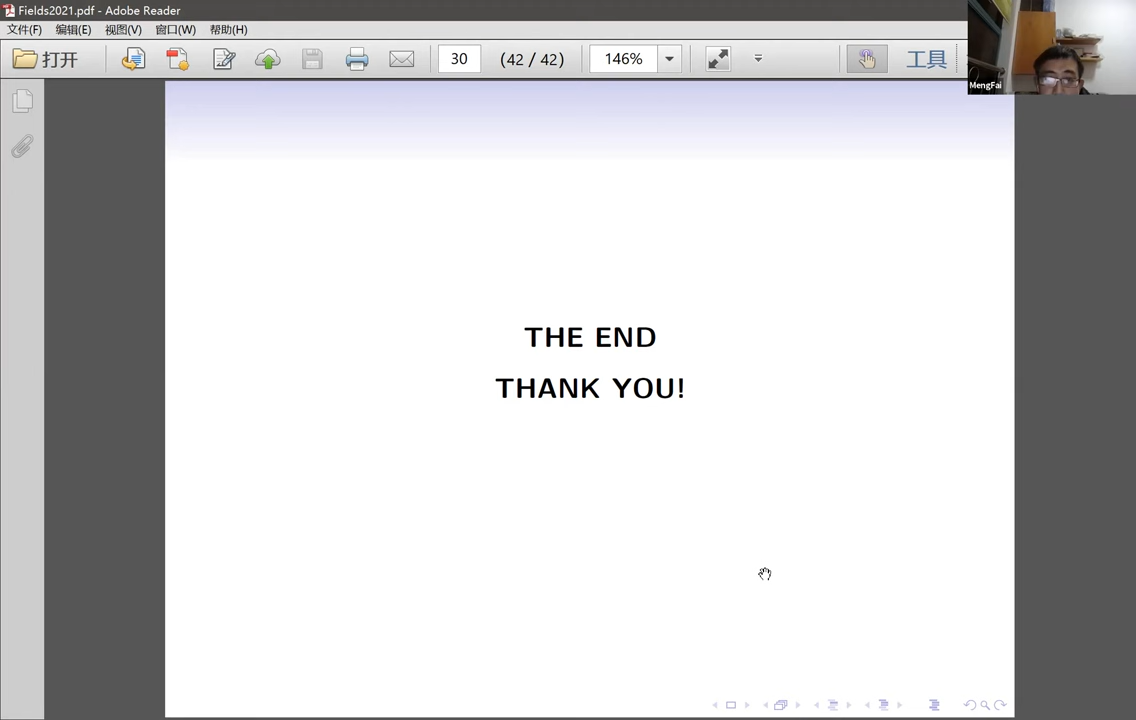 Fields2021.pdf - Adobe Reader
文件(F) 编辑(E) 视图(V) 窗口(W) 帮助(H)
打开 30 (42 / 42) 146% 工具
MengFai
THE END
THANK YOU!